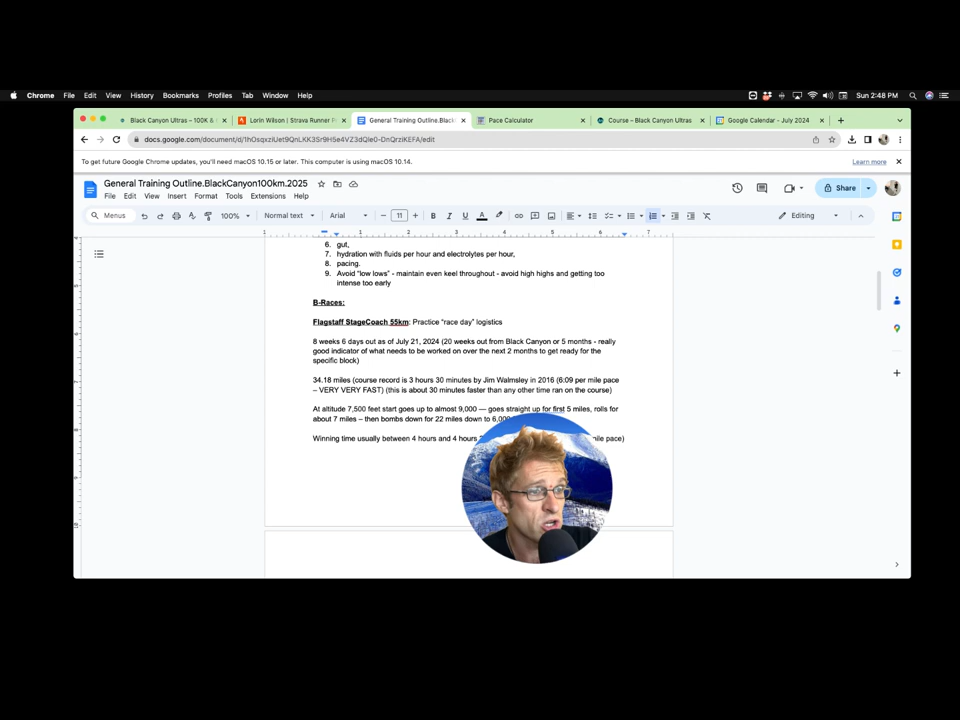 Chrome File Edit View History Bookmarks Profiles Tab Window Help Sun 2:48 PM
Black Canyon Ultras – 100K & Lorin Wilson | Strava Runner P General Training Outline.Black Pace Calculator Course – Black Canyon Ultras Google Calendar - July 2024
docs.google.com/document/d/1hOsqxziUet9QnLKK3Sr9H5e4VZ3dQle0-DnQrziKEFA/edit
To get future Google Chrome updates, you'll need macOS 10.15 or later. This computer is using macOS 10.14. Learn more
General Training Outline.BlackCanyon100km.2025
File Edit View Insert Format Tools Extensions Help Share
Menus 100% Normal text Arial 11 Editing
1 1 2 3 4 5 6 7
6. gut,
7. hydration with fluids per hour and electrolytes per hour,
8. pacing.
9. Avoid "low lows" - maintain even keel throughout - avoid high highs and getting too
intense too early
B-Races:
Flagstaff StageCoach 55km: Practice "race day" logistics
8 weeks 6 days out as of July 21, 2024 (20 weeks out from Black Canyon or 5 months - really
good indicator of what needs to be worked on over the next 2 months to get ready for the
specific block)
34.18 miles (course record is 3 hours 30 minutes by Jim Walmsley in 2016 (6:09 per mile pace
– VERY VERY FAST) (this is about 30 minutes faster than any other time ran on the course)
At altitude 7,500 feet start goes up to almost 9,000 — goes straight up for first 5 miles, rolls for
about 7 miles – then bombs down for 22 miles down to 6,000
Winning time usually between 4 hours and 4 hours mile pace)